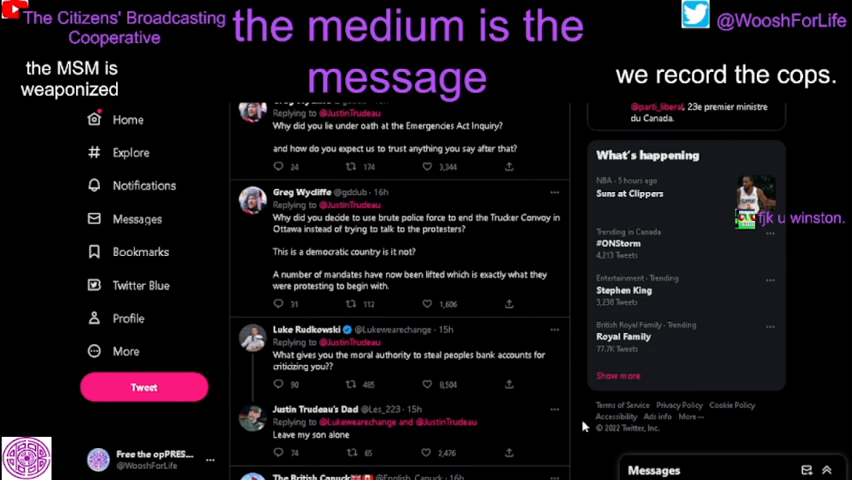 The Citizens' Broadcasting
Cooperative
the medium is the
message
@WooshForLife
the MSM is
weaponized
we record the cops.
Home
Explore
Notifications
Messages
Bookmarks
Twitter Blue
Profile
More
Tweet
Free the opPRES...
@WooshForLife
Replying to @JustinTrudeau
Why did you lie under oath at the Emergencies Act Inquiry?
and how do you expect us to trust anything you say after that?
24 174 3,344
Greg Wycliffe @gddub · 16h
Replying to @JustinTrudeau
Why did you decide to use brute police force to end the Trucker Convoy in
Ottawa instead of trying to talk to the protesters?
This is a democratic country is it not?
A number of mandates have now been lifted which is exactly what they
were protesting to begin with.
31 112 1,606
Luke Rudkowski @Lukewearechange · 15h
Replying to @JustinTrudeau
What gives you the moral authority to steal peoples bank accounts for
criticizing you??
90 485
Justin Trudeau's Dad @Les_223 · 15h
Replying to @Lukewearechange and @JustinTrudeau
Leave my son alone
74 65 2,476
The British Canuck @English_Canuck · 16h
@parti_liberal, 23e premier ministre
du Canada.
What's happening
NBA · 5 hours ago
Suns at Clippers
fjk u winston.
Trending in Canada
#ONStorm
4,213 Tweets
Entertainment · Trending
Stephen King
3,238 Tweets
British Royal Family · Trending
Royal Family
77.7K Tweets
Show more
Terms of Service Privacy Policy Cookie Policy
Accessibility Ads info More ···
© 2022 Twitter, Inc.
Messages